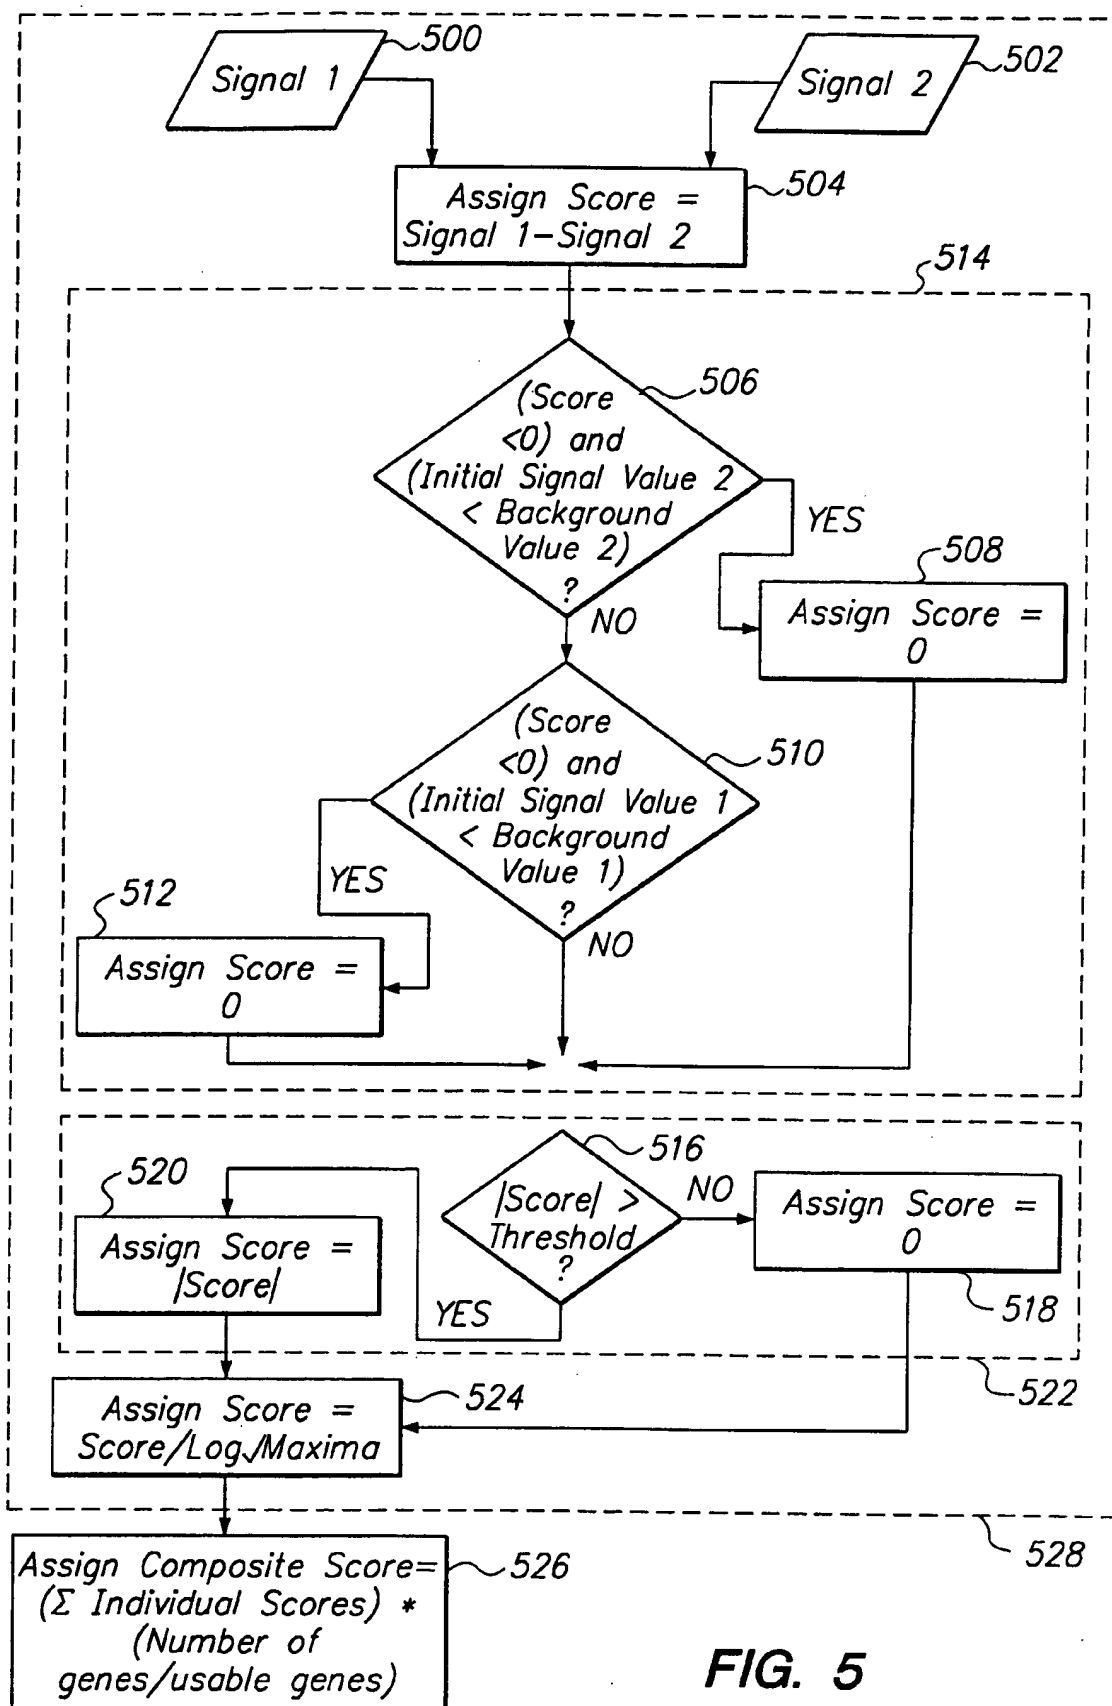 500
Signal 1
502
Signal 2
504
Assign Score =
Signal 1-Signal 2
514
506
(Score
<0) and
(Initial Signal Value 2
< Background
Value 2)
?
YES
NO
508
Assign Score =
0
510
(Score
<0) and
(Initial Signal Value 1
< Background
Value 1)
?
YES
NO
512
Assign Score =
0
516
|Score| >
Threshold
?
NO
YES
520
Assign Score =
|Score|
Assign Score =
0
518
522
524
Assign Score =
Score/Log√Maxima
528
526
Assign Composite Score=
(Σ Individual Scores) *
(Number of
genes/usable genes)
FIG. 5